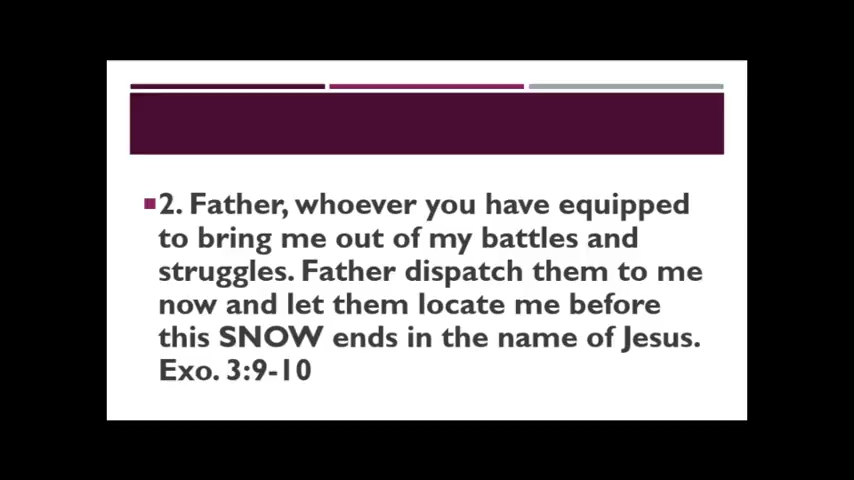 2. Father, whoever you have equipped
to bring me out of my battles and
struggles. Father dispatch them to me
now and let them locate me before
this SNOW ends in the name of Jesus.
Exo. 3:9-10